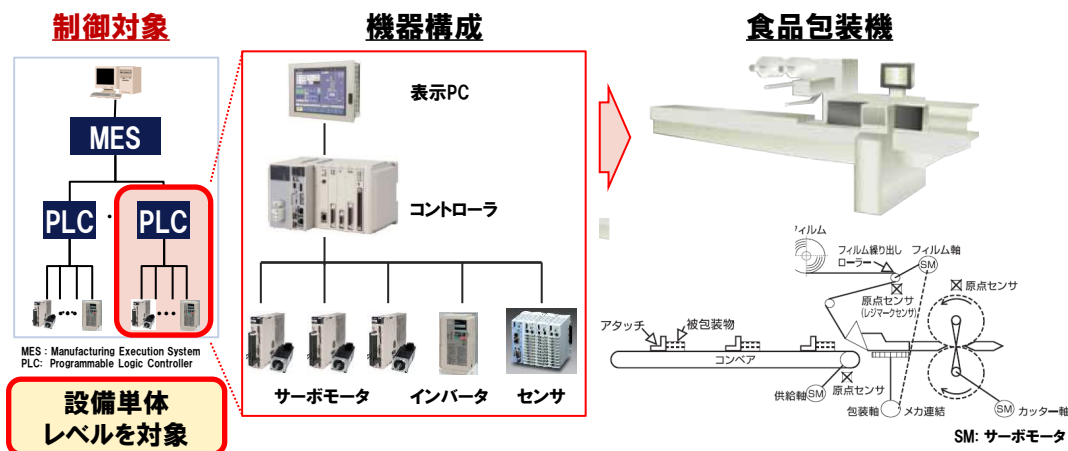 制御対象
機器構成
食品包装機
MES
PLC
PLC
MES : Manufacturing Execution System
PLC: Programmable Logic Controller
設備単体
レベルを対象
表示PC
コントローラ
サーボモータ
インバータ
センサ
フィルム
フィルム繰り出し
ローラー
フィルム軸
SM
原点センサ
(レジマークセンサ)
原点センサ
アタッチ
被包装物
コンベア
原点センサ
供給軸
SM
包装軸
メカ連結
SM
カッター軸
SM: サーボモータ